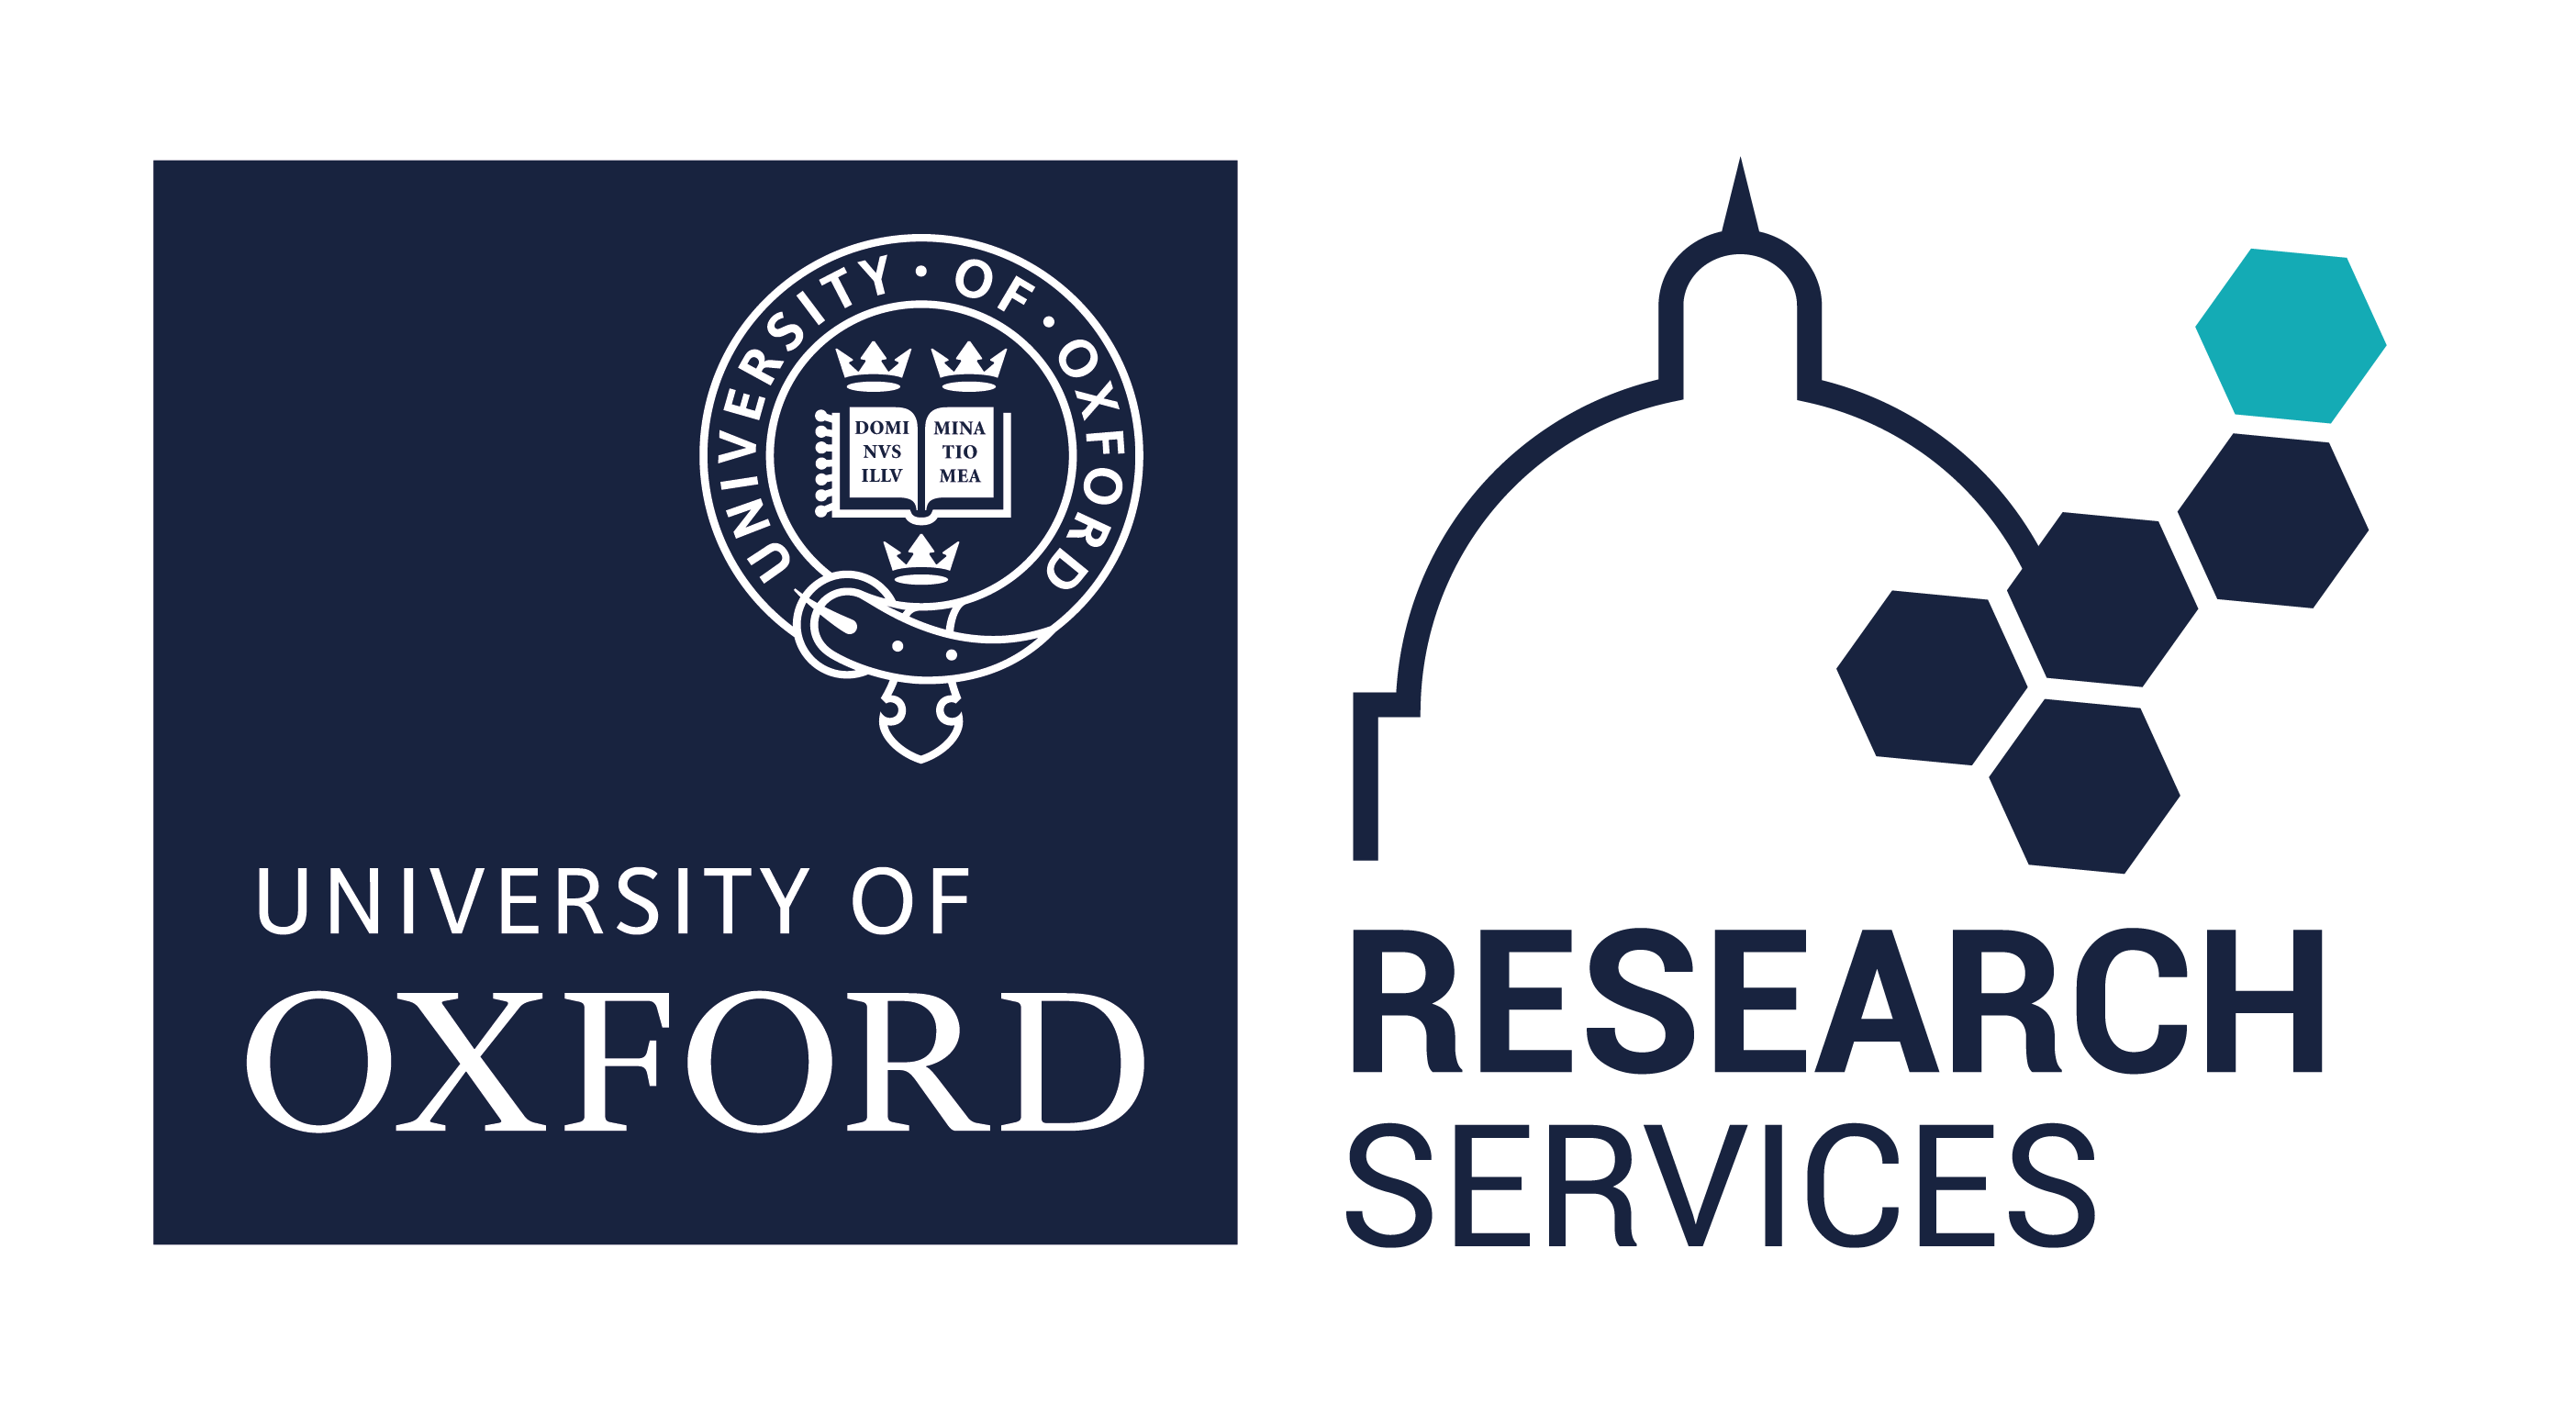 UNIVERSITY · OF · OXFORD
DOMI
NVS
ILLV
MINA
TIO
MEA
UNIVERSITY OF
OXFORD
RESEARCH
SERVICES